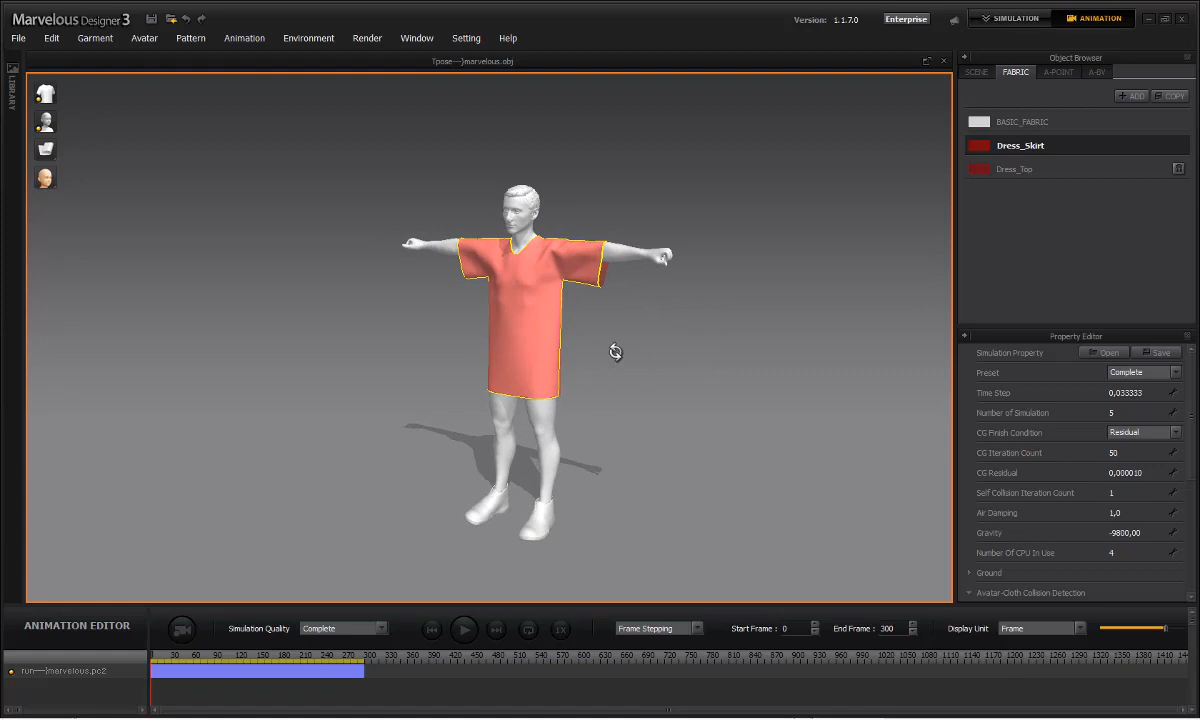 Marvelous Designer 3
Version: 1.1.7.0 Enterprise SIMULATION ANIMATION
File Edit Garment Avatar Pattern Animation Environment Render Window Setting Help
LIBRARY
Tpose---}marvelous.obj
Object Browser
SCENE FABRIC A-POINT A-BV
+ ADD COPY
BASIC_FABRIC
Dress_Skirt
Dress_Top
Property Editor
Simulation Property Open Save
Preset Complete
Time Step 0,033333
Number of Simulation 5
CG Finish Condition Residual
CG Iteration Count 50
CG Residual 0,000010
Self Collision Iteration Count 1
Air Damping 1,0
Gravity -9800,00
Number Of CPU In Use 4
Ground
Avatar-Cloth Collision Detection
ANIMATION EDITOR Simulation Quality Complete 1X Frame Stepping Start Frame : 0 End Frame : 300 Display Unit Frame
30 60 90 120 150 180 210 240 270 300 330 360 390 420 450 480 510 540 570 600 630 660 690 720 750 780 810 840 870 900 930 960 990 1020 1050 1080 1110 1140 1170 1200 1230 1260 1290 1320 1350 1380 1410 144
run---}marvelous.pc2